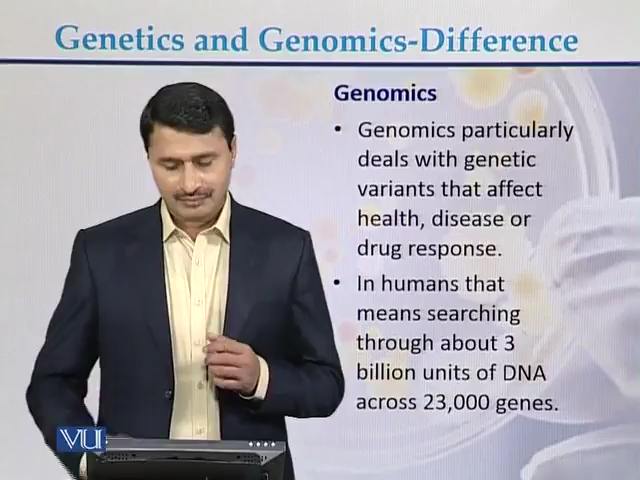 Genetics and Genomics-Difference
Genomics
• Genomics particularly
deals with genetic
variants that affect
health, disease or
drug response.
• In humans that
means searching
through about 3
billion units of DNA
across 23,000 genes.
VU